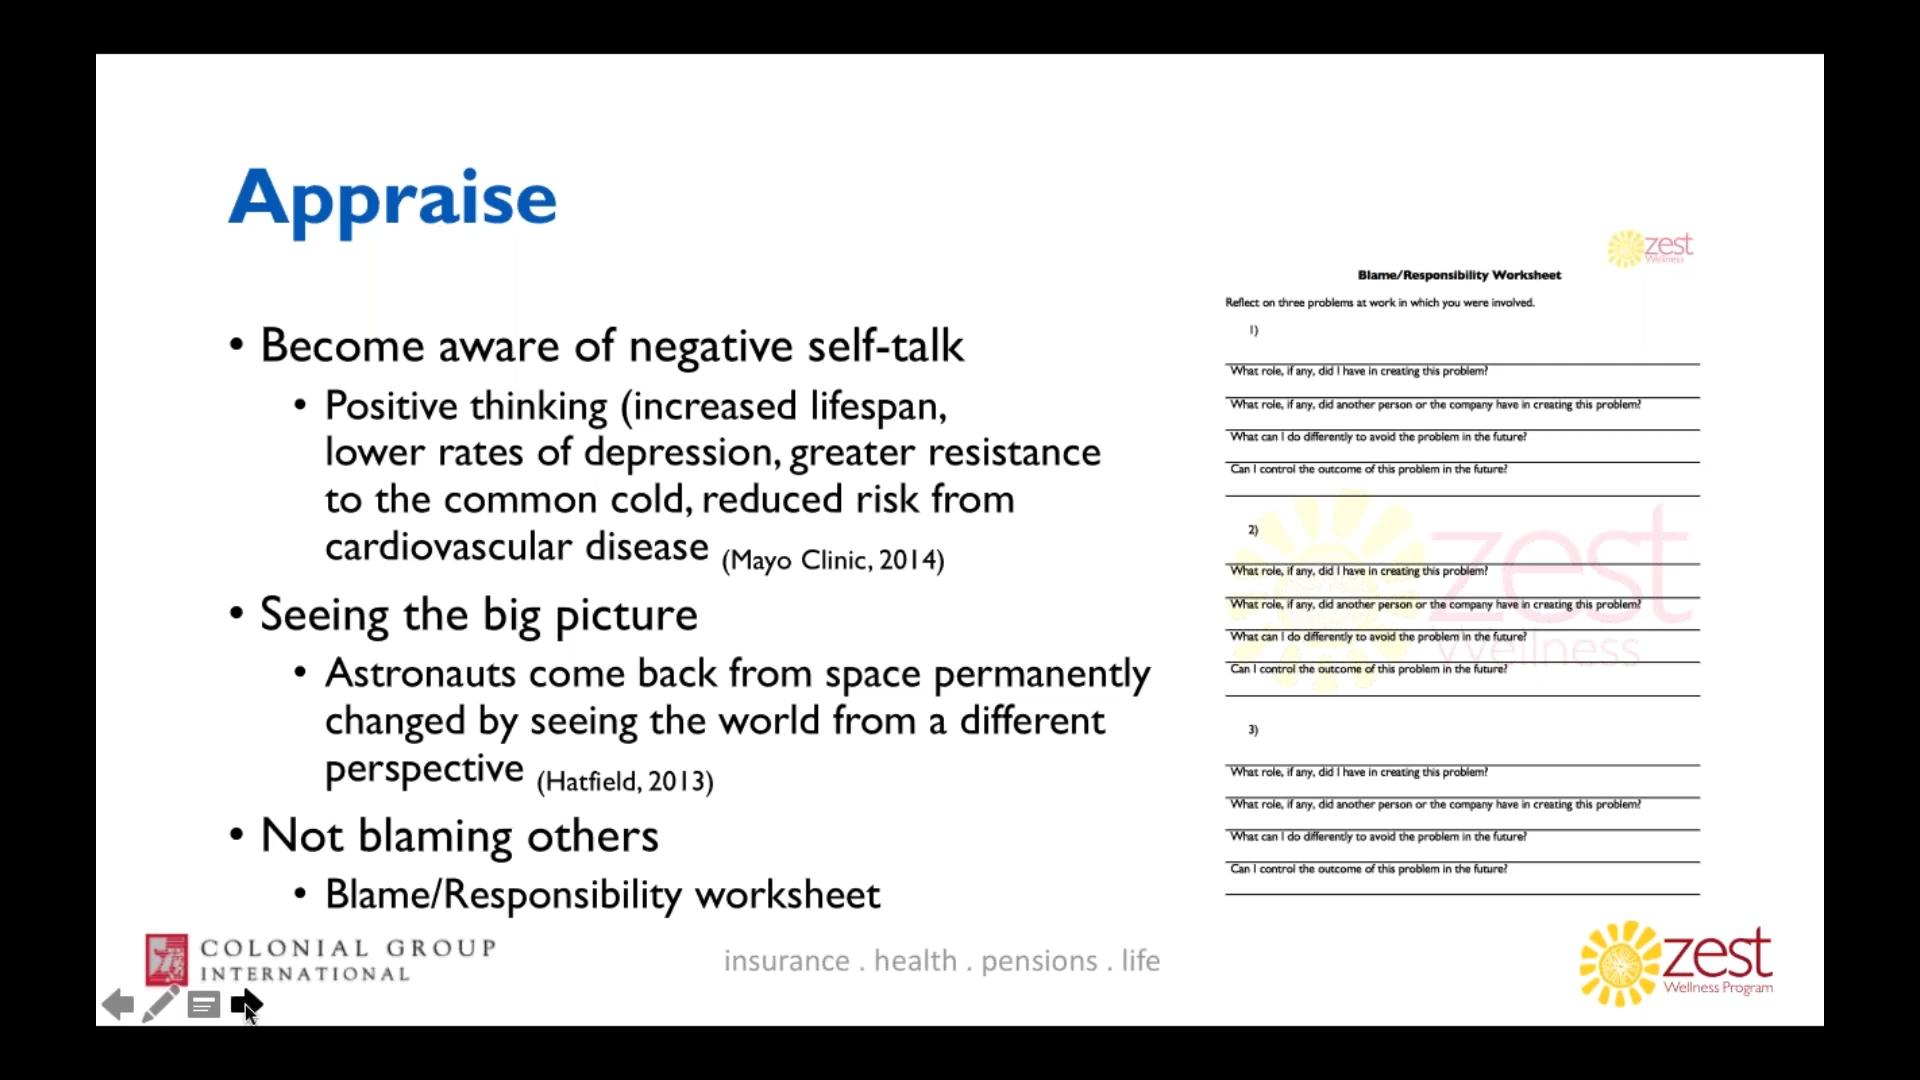 Appraise
• Become aware of negative self-talk
• Positive thinking (increased lifespan,
lower rates of depression, greater resistance
to the common cold, reduced risk from
cardiovascular disease (Mayo Clinic, 2014)
• Seeing the big picture
• Astronauts come back from space permanently
changed by seeing the world from a different
perspective (Hatfield, 2013)
• Not blaming others
• Blame/Responsibility worksheet
zest
Wellness
Blame/Responsibility Worksheet
Reflect on three problems at work in which you were involved.
1)
What role, if any, did I have in creating this problem?
What role, if any, did another person or the company have in creating this problem?
What can I do differently to avoid the problem in the future?
Can I control the outcome of this problem in the future?
2)
What role, if any, did I have in creating this problem?
What role, if any, did another person or the company have in creating this problem?
What can I do differently to avoid the problem in the future?
Can I control the outcome of this problem in the future?
zest
Wellness
3)
What role, if any, did I have in creating this problem?
What role, if any, did another person or the company have in creating this problem?
What can I do differently to avoid the problem in the future?
Can I control the outcome of this problem in the future?
COLONIAL GROUP
INTERNATIONAL
insurance . health . pensions . life
zest
Wellness Program